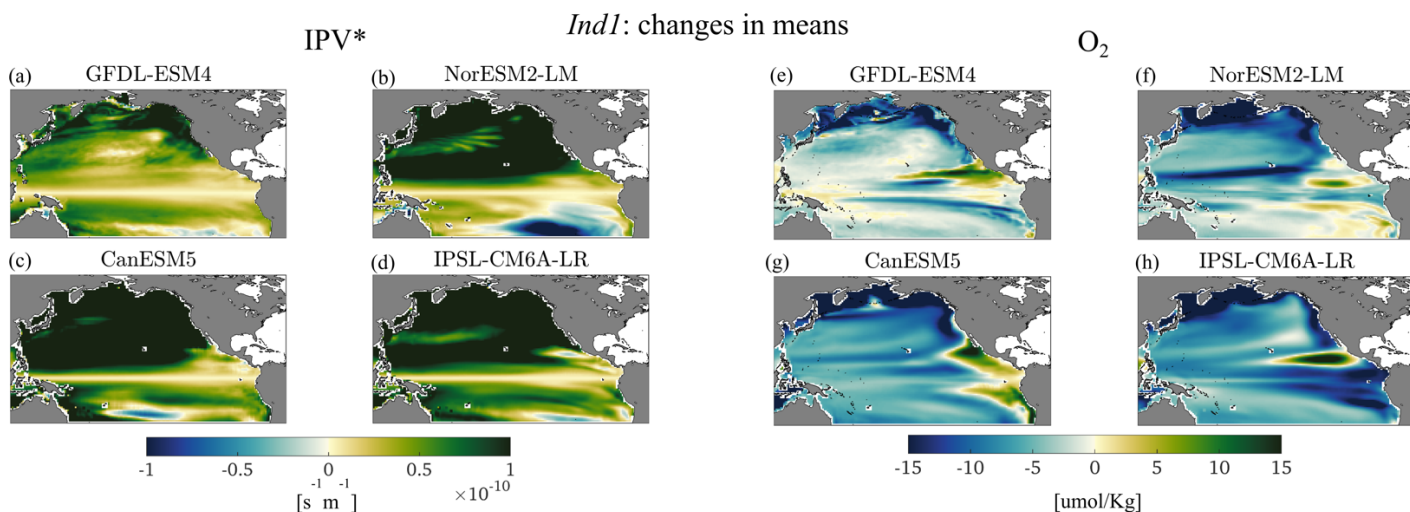 Ind1: changes in means
IPV*
O2
(a) GFDL-ESM4
(b) NorESM2-LM
(e) GFDL-ESM4
(f) NorESM2-LM
(c) CanESM5
(d) IPSL-CM6A-LR
(g) CanESM5
(h) IPSL-CM6A-LR
-1 -0.5 0 0.5 1
×10^-10
[s^-1 m^-1]
-15 -10 -5 0 5 10 15
[umol/Kg]